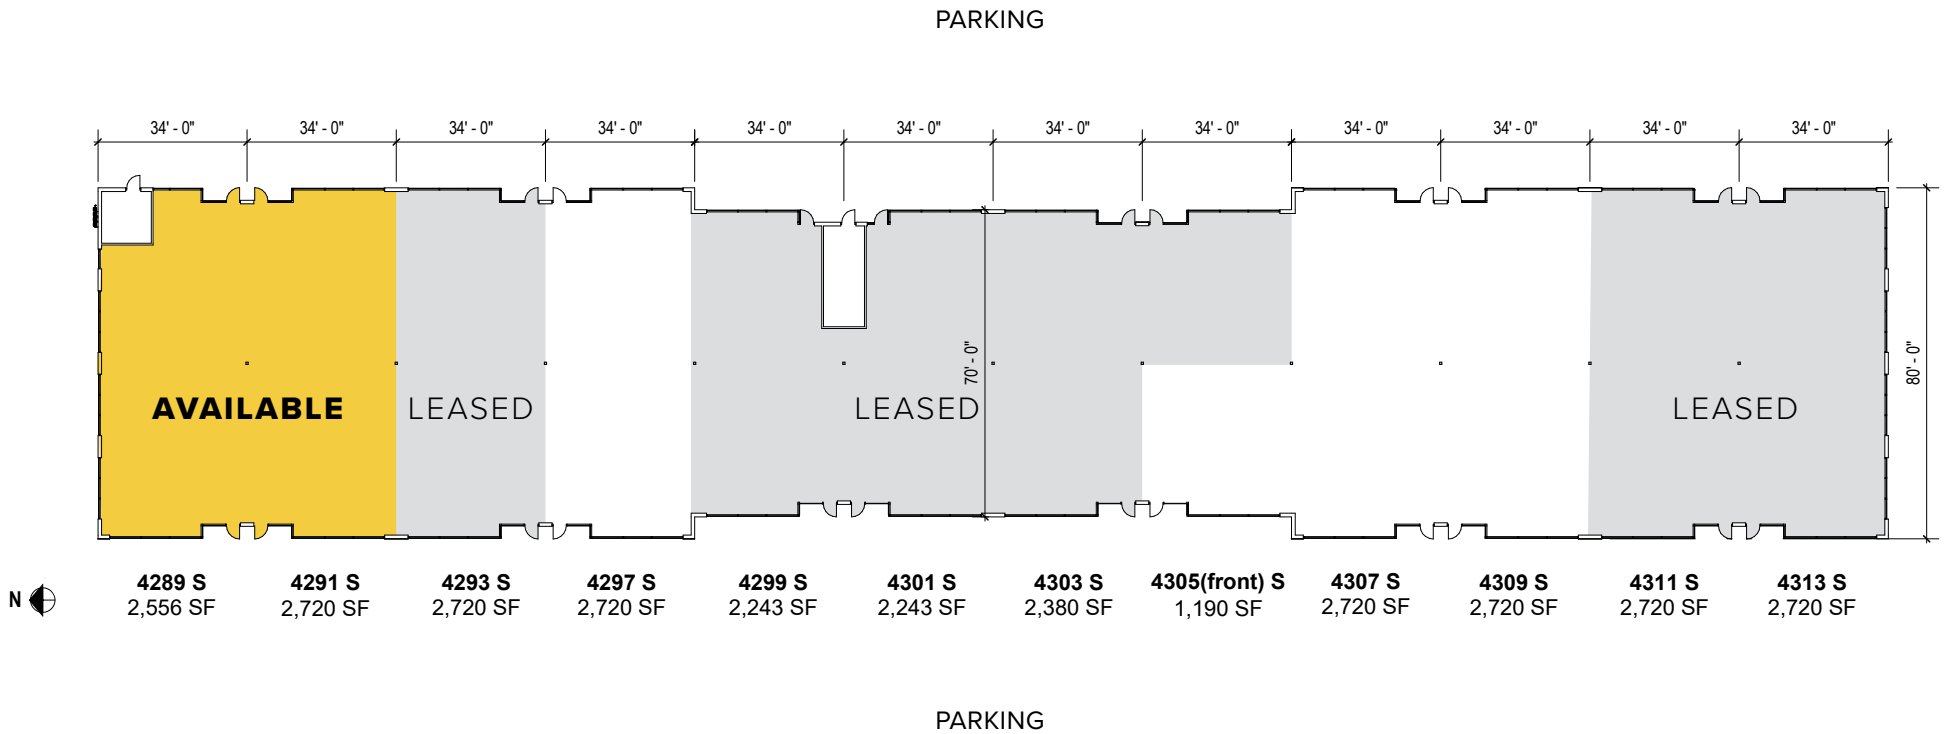 PARKING
34' - 0" 34' - 0" 34' - 0" 34' - 0" 34' - 0" 34' - 0" 34' - 0" 34' - 0" 34' - 0" 34' - 0" 34' - 0" 34' - 0"
70' - 0"
80' - 0"
AVAILABLE LEASED LEASED LEASED
N
4289 S 4291 S 4293 S 4297 S 4299 S 4301 S 4303 S 4305(front) S 4307 S 4309 S 4311 S 4313 S
2,556 SF 2,720 SF 2,720 SF 2,720 SF 2,243 SF 2,243 SF 2,380 SF 1,190 SF 2,720 SF 2,720 SF 2,720 SF 2,720 SF
PARKING